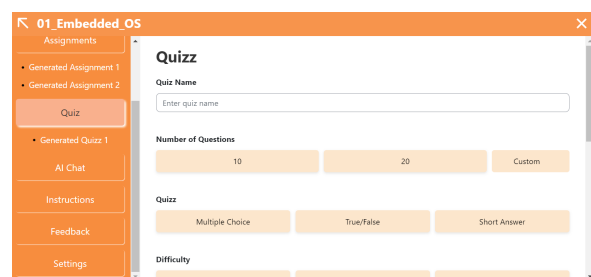 01_Embedded_OS
Assignments
Generated Assignment 1
Generated Assignment 2
Quiz
Generated Quizz 1
AI Chat
Instructions
Feedback
Settings
Quizz
Quiz Name
Enter quiz name
Number of Questions
10 20 Custom
Quizz
Multiple Choice True/False Short Answer
Difficulty